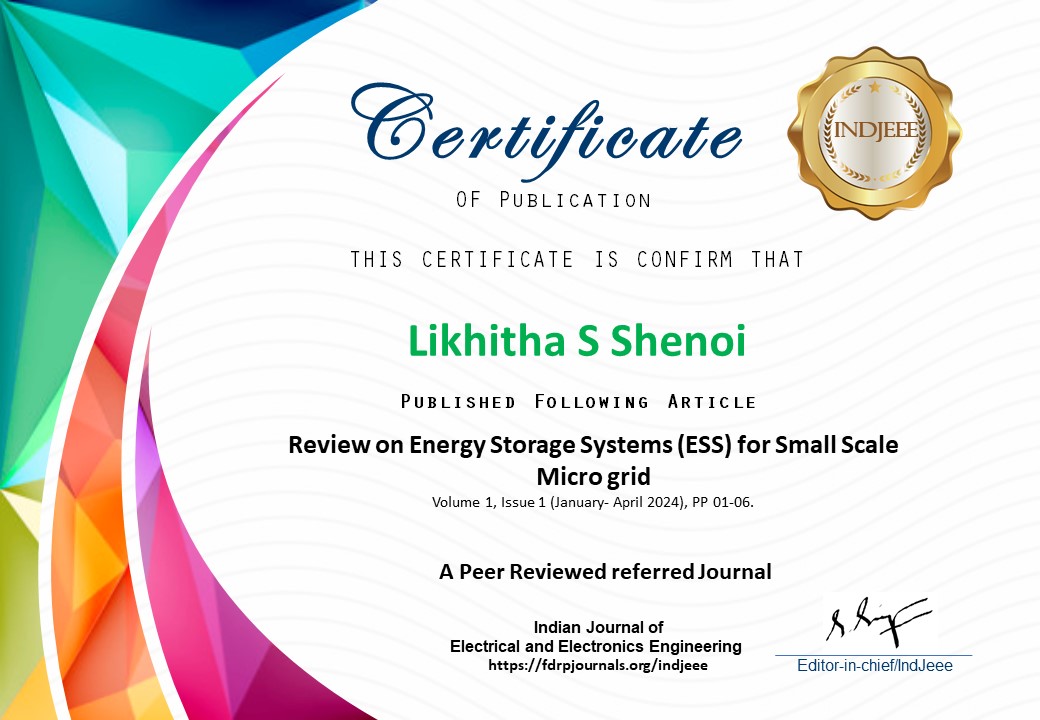 Certificate
OF PUBLICATION
INDJEEE
THIS CERTIFICATE IS CONFIRM THAT
Likhitha S Shenoi
PUBLISHED FOLLOWING ARTICLE
Review on Energy Storage Systems (ESS) for Small Scale
Micro grid
Volume 1, Issue 1 (January- April 2024), PP 01-06.
A Peer Reviewed referred Journal
Indian Journal of
Electrical and Electronics Engineering
https://fdrpjournals.org/indjeee
Editor-in-chief/IndJeee